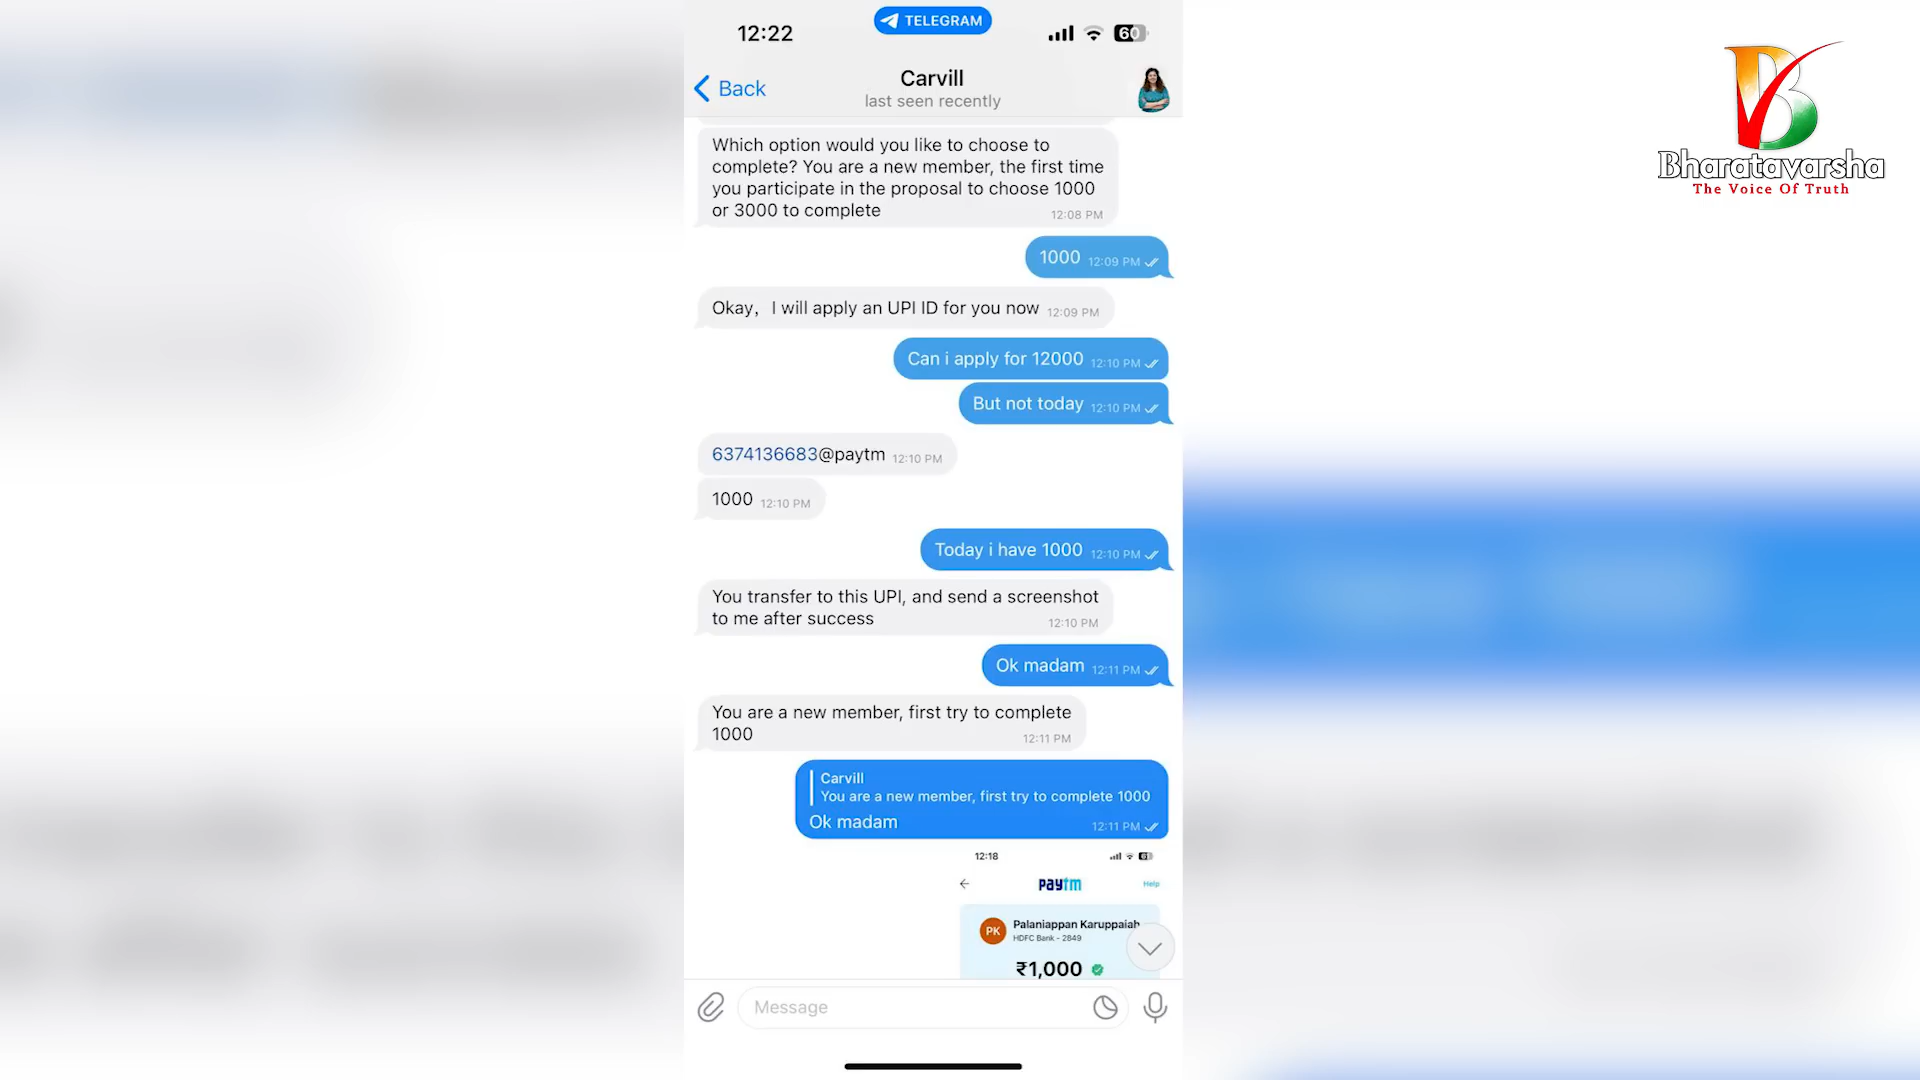 12:22
TELEGRAM
60
Back
Carvill
last seen recently
Which option would you like to choose to
complete? You are a new member, the first time
you participate in the proposal to choose 1000
or 3000 to complete
12:08 PM
1000 12:09 PM
Okay, I will apply an UPI ID for you now 12:09 PM
Can i apply for 12000 12:10 PM
But not today 12:10 PM
6374136683@paytm 12:10 PM
1000 12:10 PM
Today i have 1000 12:10 PM
You transfer to this UPI, and send a screenshot
to me after success 12:10 PM
Ok madam 12:11 PM
You are a new member, first try to complete
1000 12:11 PM
Carvill
You are a new member, first try to complete 1000
Ok madam 12:11 PM
12:18
paytm
Help
PK
Palaniappan Karuppaiah
HDFC Bank - 2849
₹1,000
Message
Bharatavarsha
The Voice Of Truth